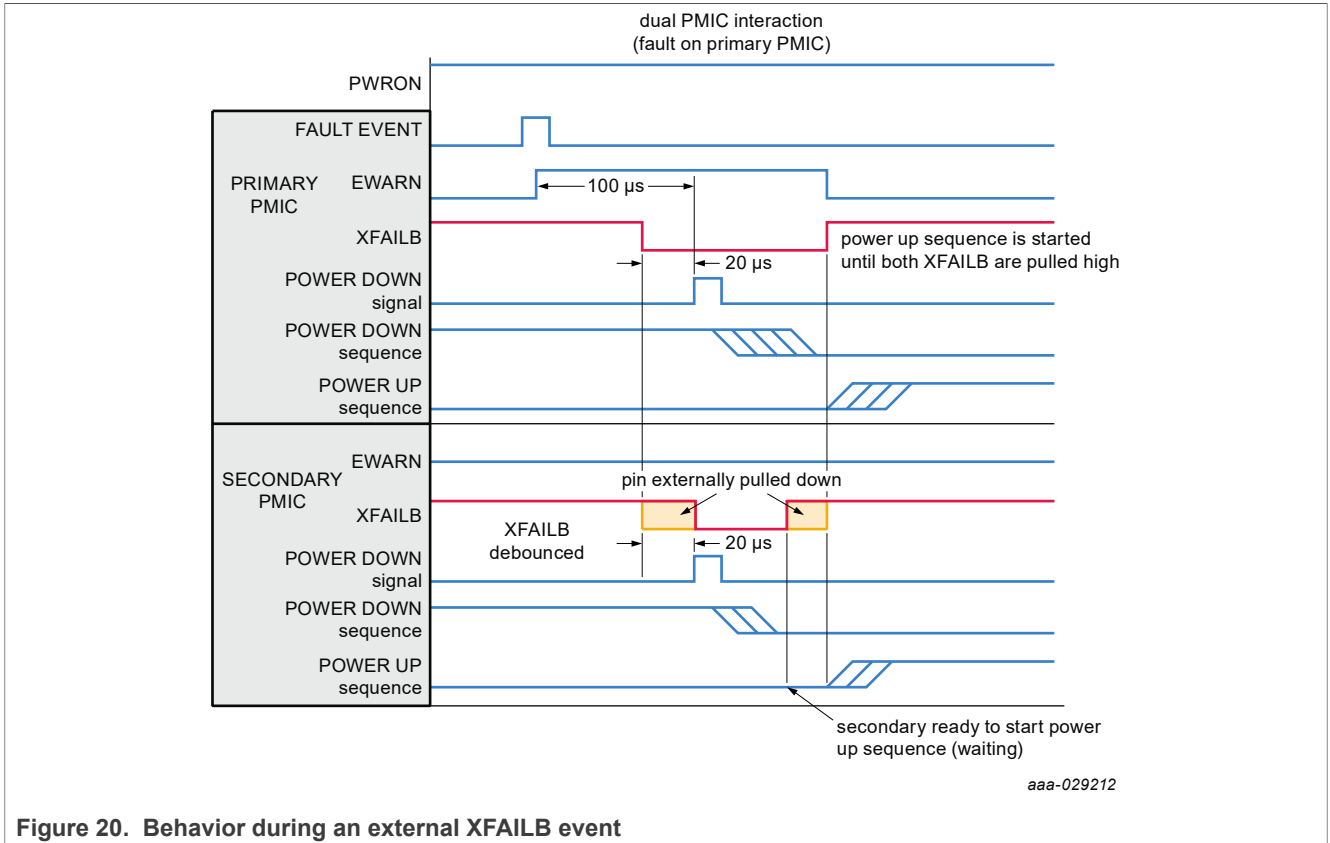 dual PMIC interaction
(fault on primary PMIC)
PWRON
FAULT EVENT
PRIMARY
PMIC
EWARN
100 µs
XFAILB
power up sequence is started
until both XFAILB are pulled high
20 µs
POWER DOWN
signal
POWER DOWN
sequence
POWER UP
sequence
SECONDARY
PMIC
EWARN
pin externally pulled down
XFAILB
XFAILB
debounced
20 µs
POWER DOWN
signal
POWER DOWN
sequence
POWER UP
sequence
secondary ready to start power
up sequence (waiting)
aaa-029212
Figure 20. Behavior during an external XFAILB event